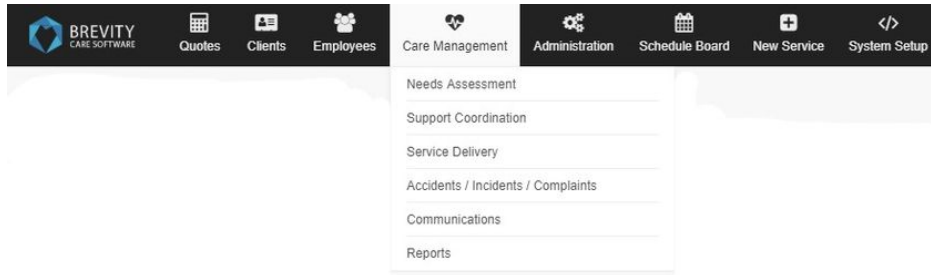 BREVITY
CARE SOFTWARE
Quotes
Clients
Employees
Care Management
Administration
Schedule Board
New Service
System Setup
Needs Assessment
Support Coordination
Service Delivery
Accidents / Incidents / Complaints
Communications
Reports